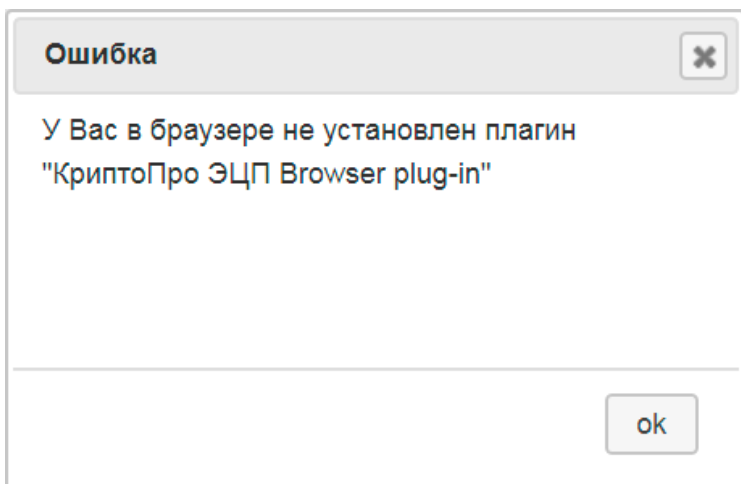 Ошибка
У Вас в браузере не установлен плагин
"КриптоПро ЭЦП Browser plug-in"
ok